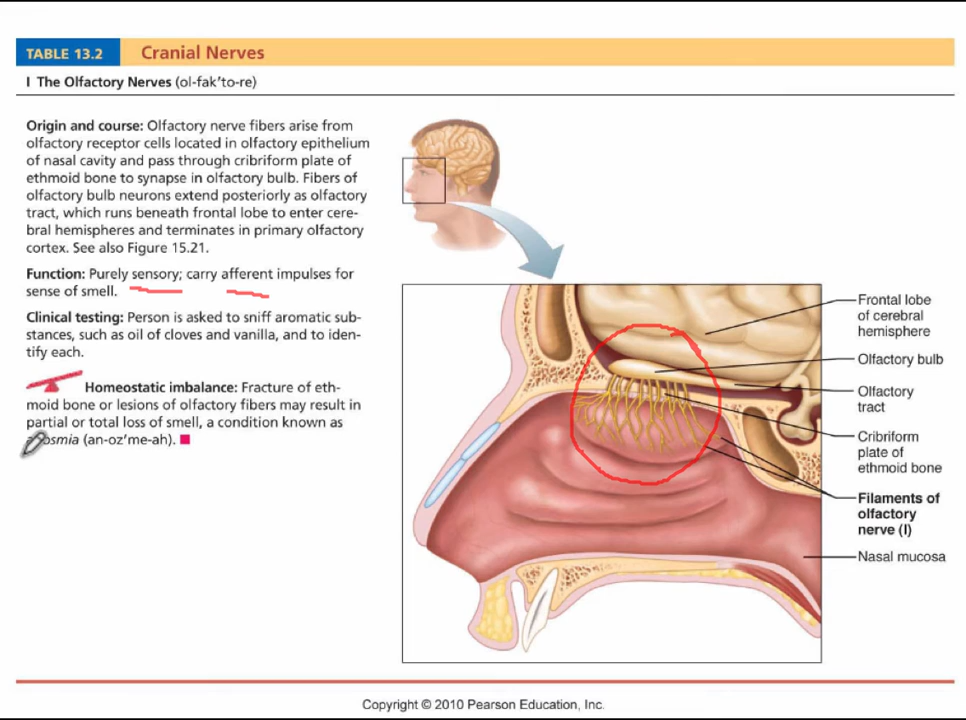 TABLE 13.2 Cranial Nerves
I The Olfactory Nerves (ol-fak′to-re)
Origin and course: Olfactory nerve fibers arise from
olfactory receptor cells located in olfactory epithelium
of nasal cavity and pass through cribriform plate of
ethmoid bone to synapse in olfactory bulb. Fibers of
olfactory bulb neurons extend posteriorly as olfactory
tract, which runs beneath frontal lobe to enter cere-
bral hemispheres and terminates in primary olfactory
cortex. See also Figure 15.21.
Function: Purely sensory; carry afferent impulses for
sense of smell.
Clinical testing: Person is asked to sniff aromatic sub-
stances, such as oil of cloves and vanilla, and to iden-
tify each.
Homeostatic imbalance: Fracture of eth-
moid bone or lesions of olfactory fibers may result in
partial or total loss of smell, a condition known as
(an-oz′me-ah).
Frontal lobe
of cerebral
hemisphere
Olfactory bulb
Olfactory
tract
Cribriform
plate of
ethmoid bone
Filaments of
olfactory
nerve (I)
Nasal mucosa
Copyright © 2010 Pearson Education, Inc.